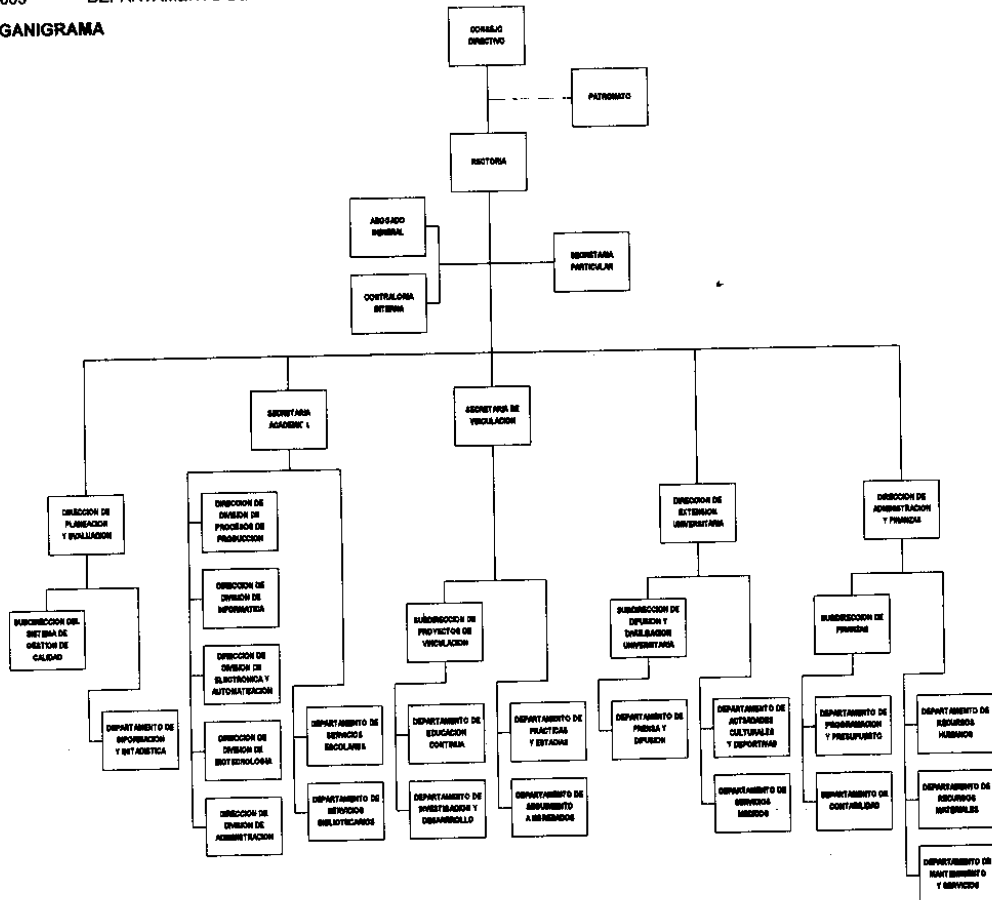 ORGANIGRAMA
CONSEJO
DIRECTIVO
PATRONATO
RECTORIA
ABOGADO
GENERAL
SECRETARIA
PARTICULAR
CONTRALORIA
INTERNA
SECRETARIA
SECRETARIA DE
VINCULACION
DIRECCION DE
PLANEACION
Y EVALUACION
DIRECCION DE
DIVISION DE
PROCESOS DE
PRODUCCION
DIRECCION DE
EXTENSION
UNIVERSITARIA
DIRECCION DE
ADMINISTRACION
Y FINANZAS
SUBDIRECCION DEL
SISTEMA DE
GESTION DE
CALIDAD
DIRECCION DE
DIVISION DE
INFORMATICA
SUBDIRECCION DE
PROYECTOS DE
VINCULACION
SUBDIRECCION DE
DIFUSION Y
DIVULGACION
UNIVERSITARIA
SUBDIRECCION DE
FINANZAS
DIRECCION DE
DIVISION DE
ELECTRONICA Y
AUTOMATIZACION
DEPARTAMENTO DE
INFORMACION
Y ESTADISTICA
DIRECCION DE
DIVISION DE
BIOTECNOLOGIA
DEPARTAMENTO DE
SERVICIOS
ESCOLARES
DEPARTAMENTO DE
EDUCACION
CONTINUA
DEPARTAMENTO DE
PRACTICAS
Y ESTADIAS
DEPARTAMENTO DE
PRENSA Y
DIFUSION
DEPARTAMENTO DE
CULTURALES
Y DEPORTIVAS
DEPARTAMENTO DE
PROGRAMACION
Y PRESUPUESTO
DEPARTAMENTO DE
RECURSOS
HUMANOS
DIRECCION DE
DIVISION DE
ADMINISTRACION
DEPARTAMENTO DE
SERVICIOS
BIBLIOTECARIOS
DEPARTAMENTO DE
INVESTIGACION Y
DESARROLLO
DEPARTAMENTO DE
SEGUIMIENTO
A EGRESADOS
DEPARTAMENTO DE
SERVICIOS
MEDICOS
DEPARTAMENTO DE
CONTABILIDAD
DEPARTAMENTO DE
RECURSOS
MATERIALES
DEPARTAMENTO DE
MANTENIMIENTO
Y SERVICIOS